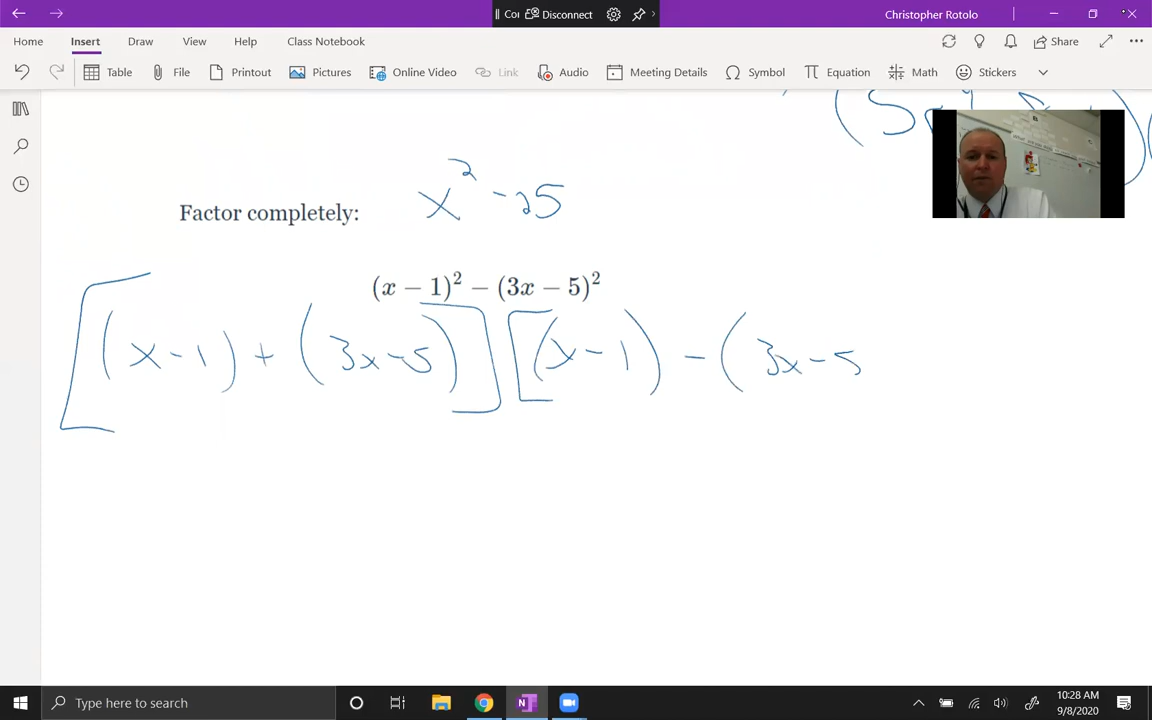 Disconnect
Christopher Rotolo
Home Insert Draw View Help Class Notebook Share
Table File Printout Pictures Online Video Link Audio Meeting Details Symbol π Equation Math Stickers
x² - 25
Factor completely:
(x − 1)² − (3x − 5)²
[(x - 1) + (3x - 5)] [(x - 1) - (3x - 5
Type here to search
10:28 AM
9/8/2020